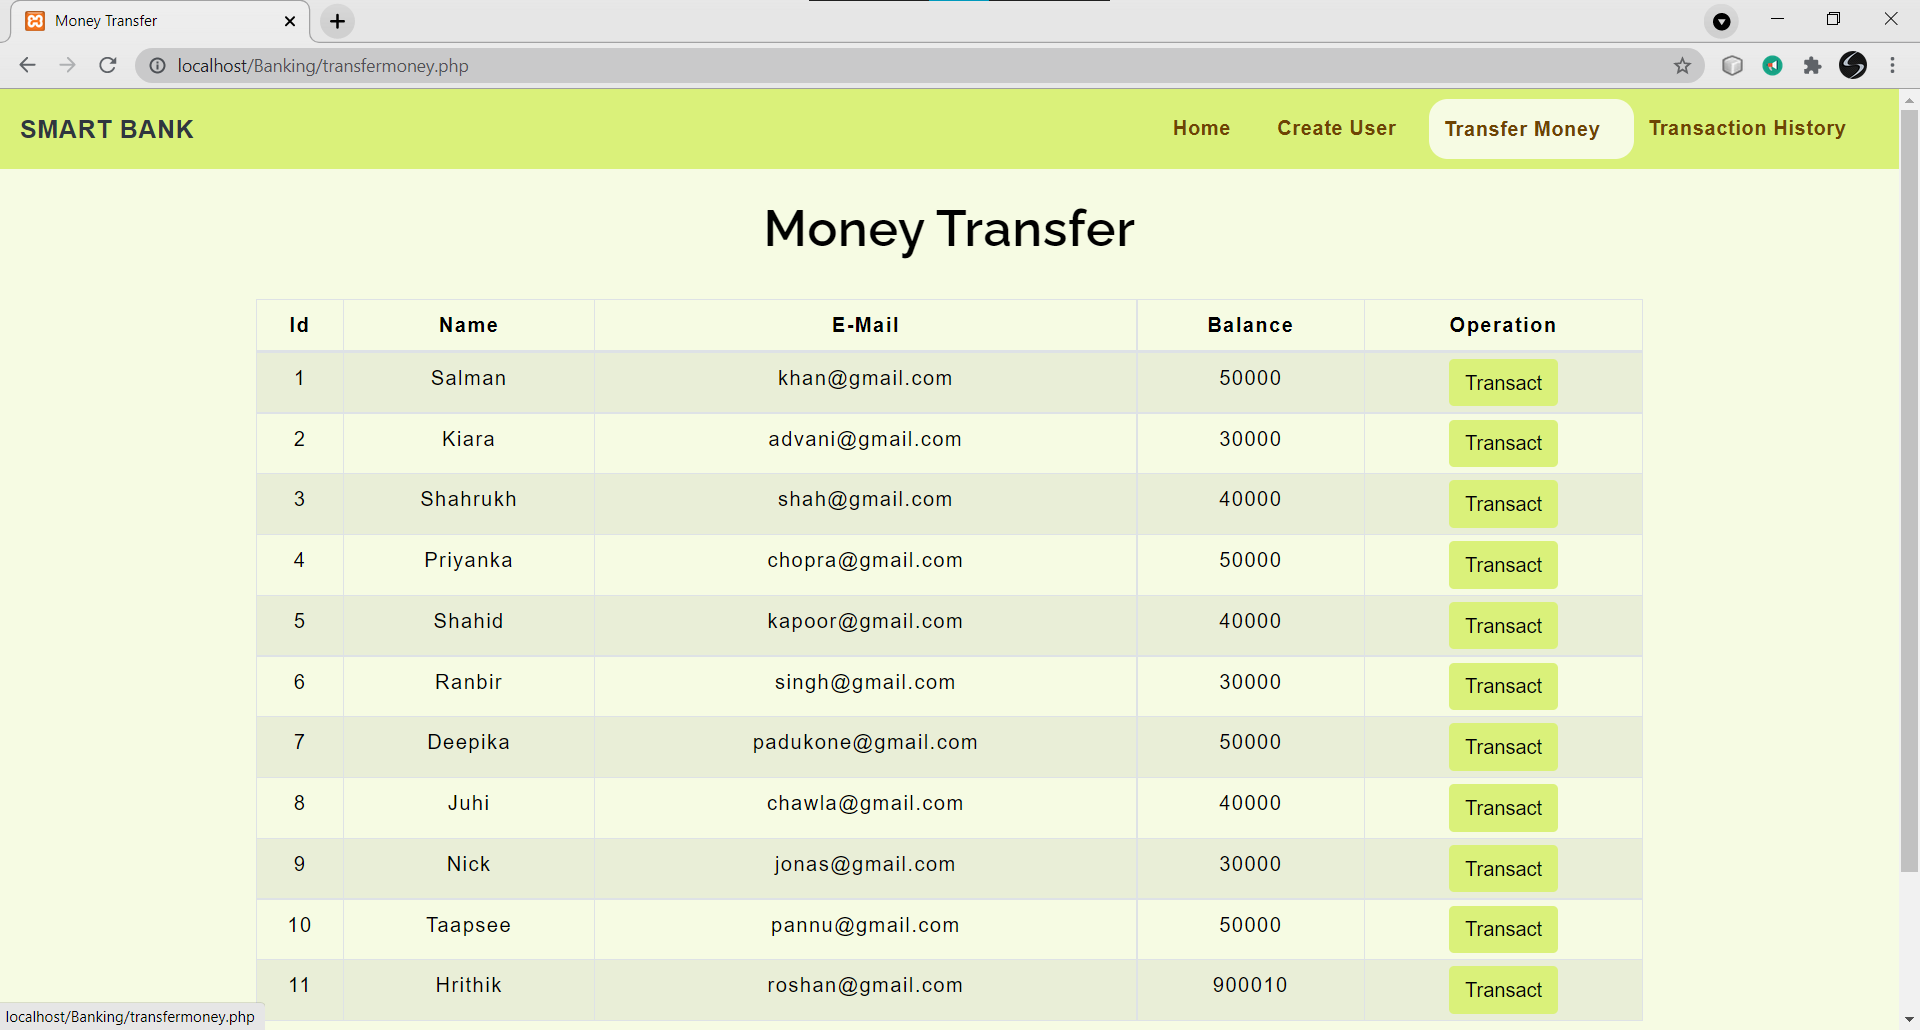 Money Transfer
localhost/Banking/transfermoney.php
SMART BANK Home Create User Transfer Money Transaction History
Money Transfer
Id Name E-Mail Balance Operation
1 Salman khan@gmail.com 50000 Transact
2 Kiara advani@gmail.com 30000 Transact
3 Shahrukh shah@gmail.com 40000 Transact
4 Priyanka chopra@gmail.com 50000 Transact
5 Shahid kapoor@gmail.com 40000 Transact
6 Ranbir singh@gmail.com 30000 Transact
7 Deepika padukone@gmail.com 50000 Transact
8 Juhi chawla@gmail.com 40000 Transact
9 Nick jonas@gmail.com 30000 Transact
10 Taapsee pannu@gmail.com 50000 Transact
11 Hrithik roshan@gmail.com 900010 Transact
localhost/Banking/transfermoney.php